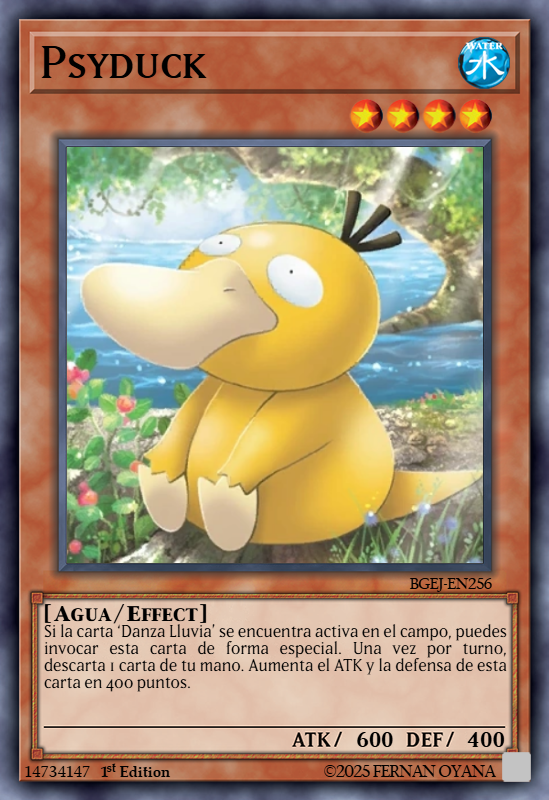 PSYDUCK
WATER
水
BGEJ-EN256
[AGUA/EFFECT]
Si la carta ‘Danza Lluvia’ se encuentra activa en el campo, puedes
invocar esta carta de forma especial. Una vez por turno,
descarta 1 carta de tu mano. Aumenta el ATK y la defensa de esta
carta en 400 puntos.
ATK/ 600 DEF/ 400
14734147 1st Edition ©2025 FERNAN OYANA